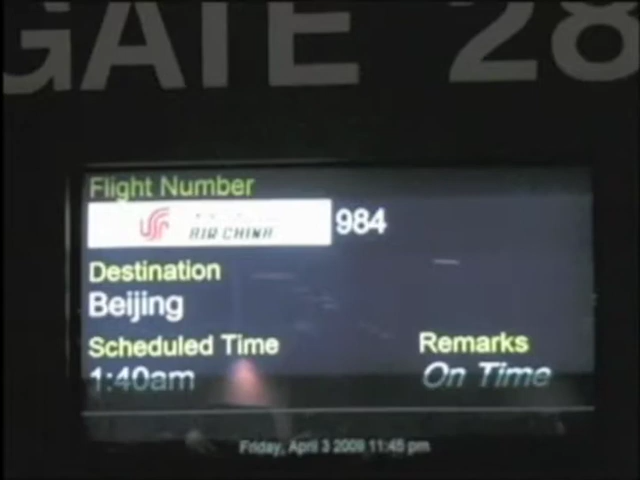 GATE 28
Flight Number
AIR CHINA 984
Destination
Beijing
Scheduled Time Remarks
1:40am On Time
Friday, April 3 2009 11:45 pm